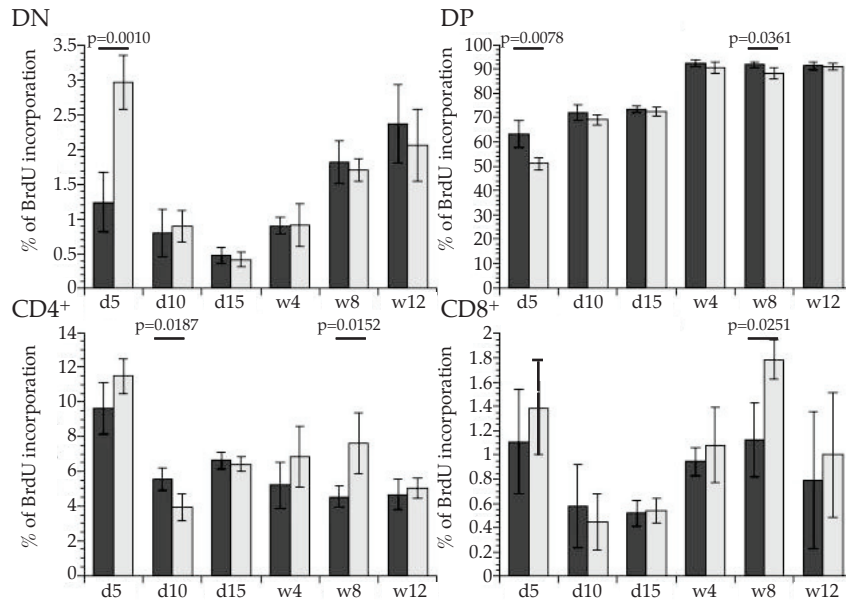 DN
p=0.0010
% of BrdU incorporation
3.5
3
2.5
2
1.5
1
0.5
0
d5 d10 d15 w4 w8 w12
DP
p=0.0078 p=0.0361
% of BrdU incorporation
100
90
80
70
60
50
40
30
20
10
0
d5 d10 d15 w4 w8 w12
CD4+
p=0.0187 p=0.0152
% of BrdU incorporation
14
12
10
8
6
4
2
0
d5 d10 d15 w4 w8 w12
CD8+
p=0.0251
% of BrdU incorporation
2
1.8
1.6
1.4
1.2
1
0.8
0.6
0.4
0.2
0
d5 d10 d15 w4 w8 w12